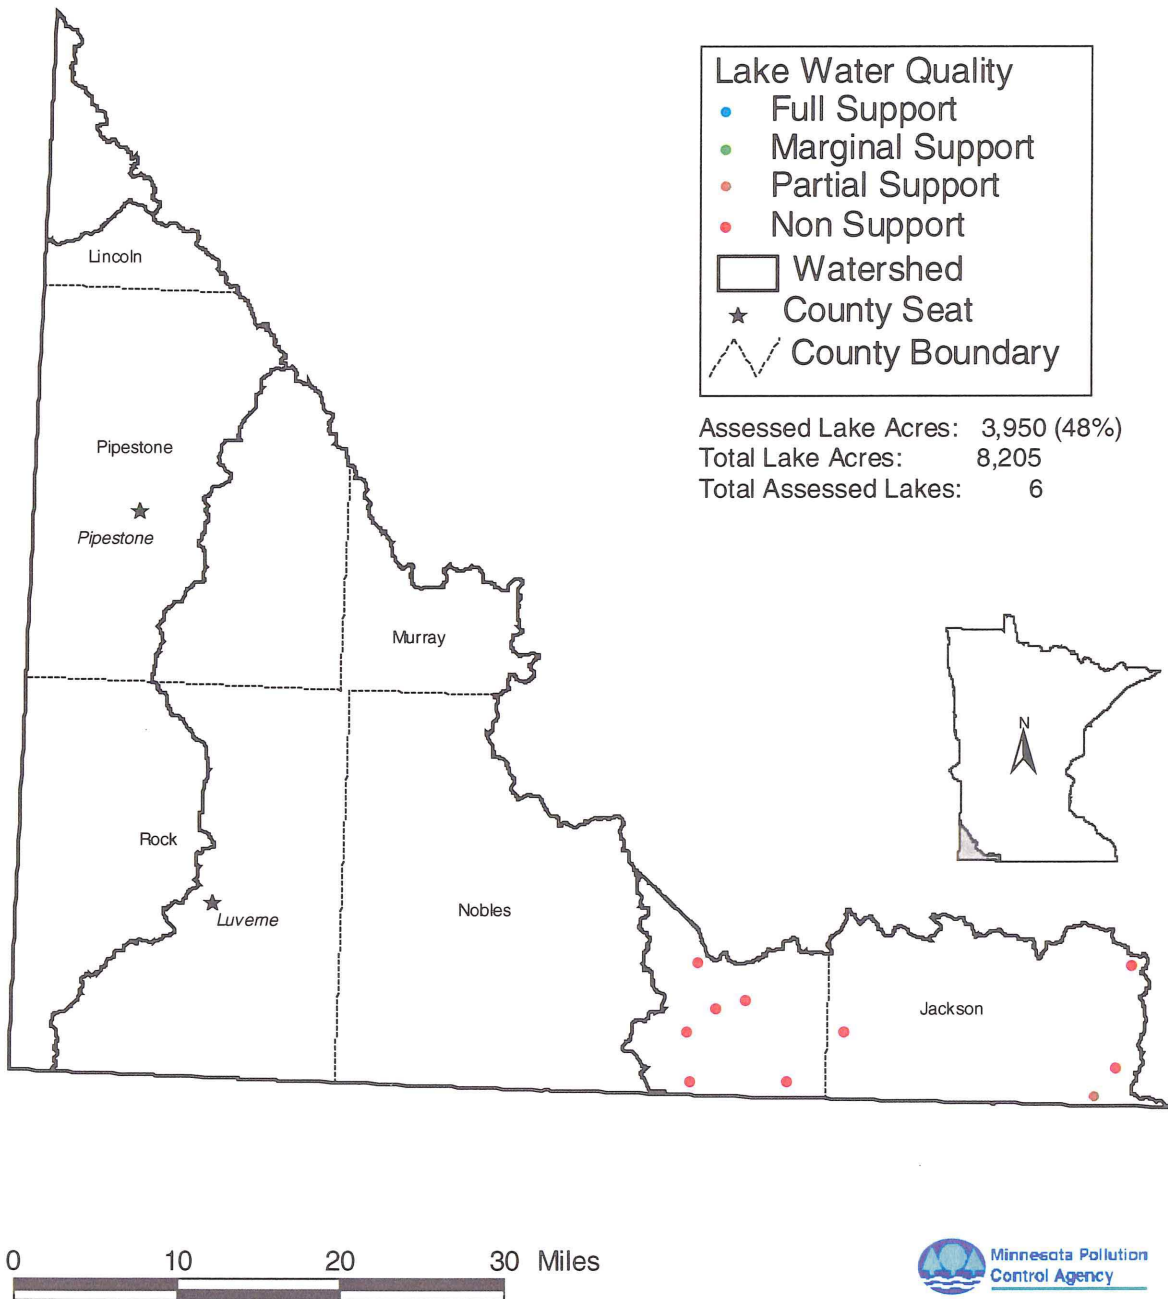 Lake Water Quality
Full Support
Marginal Support
Partial Support
Non Support
Watershed
County Seat
County Boundary
Assessed Lake Acres: 3,950 (48%)
Total Lake Acres: 8,205
Total Assessed Lakes: 6
Lincoln
Pipestone
Pipestone
Murray
N
Rock
Luverne
Nobles
Jackson
0 10 20 30 Miles
Minnesota Pollution
Control Agency